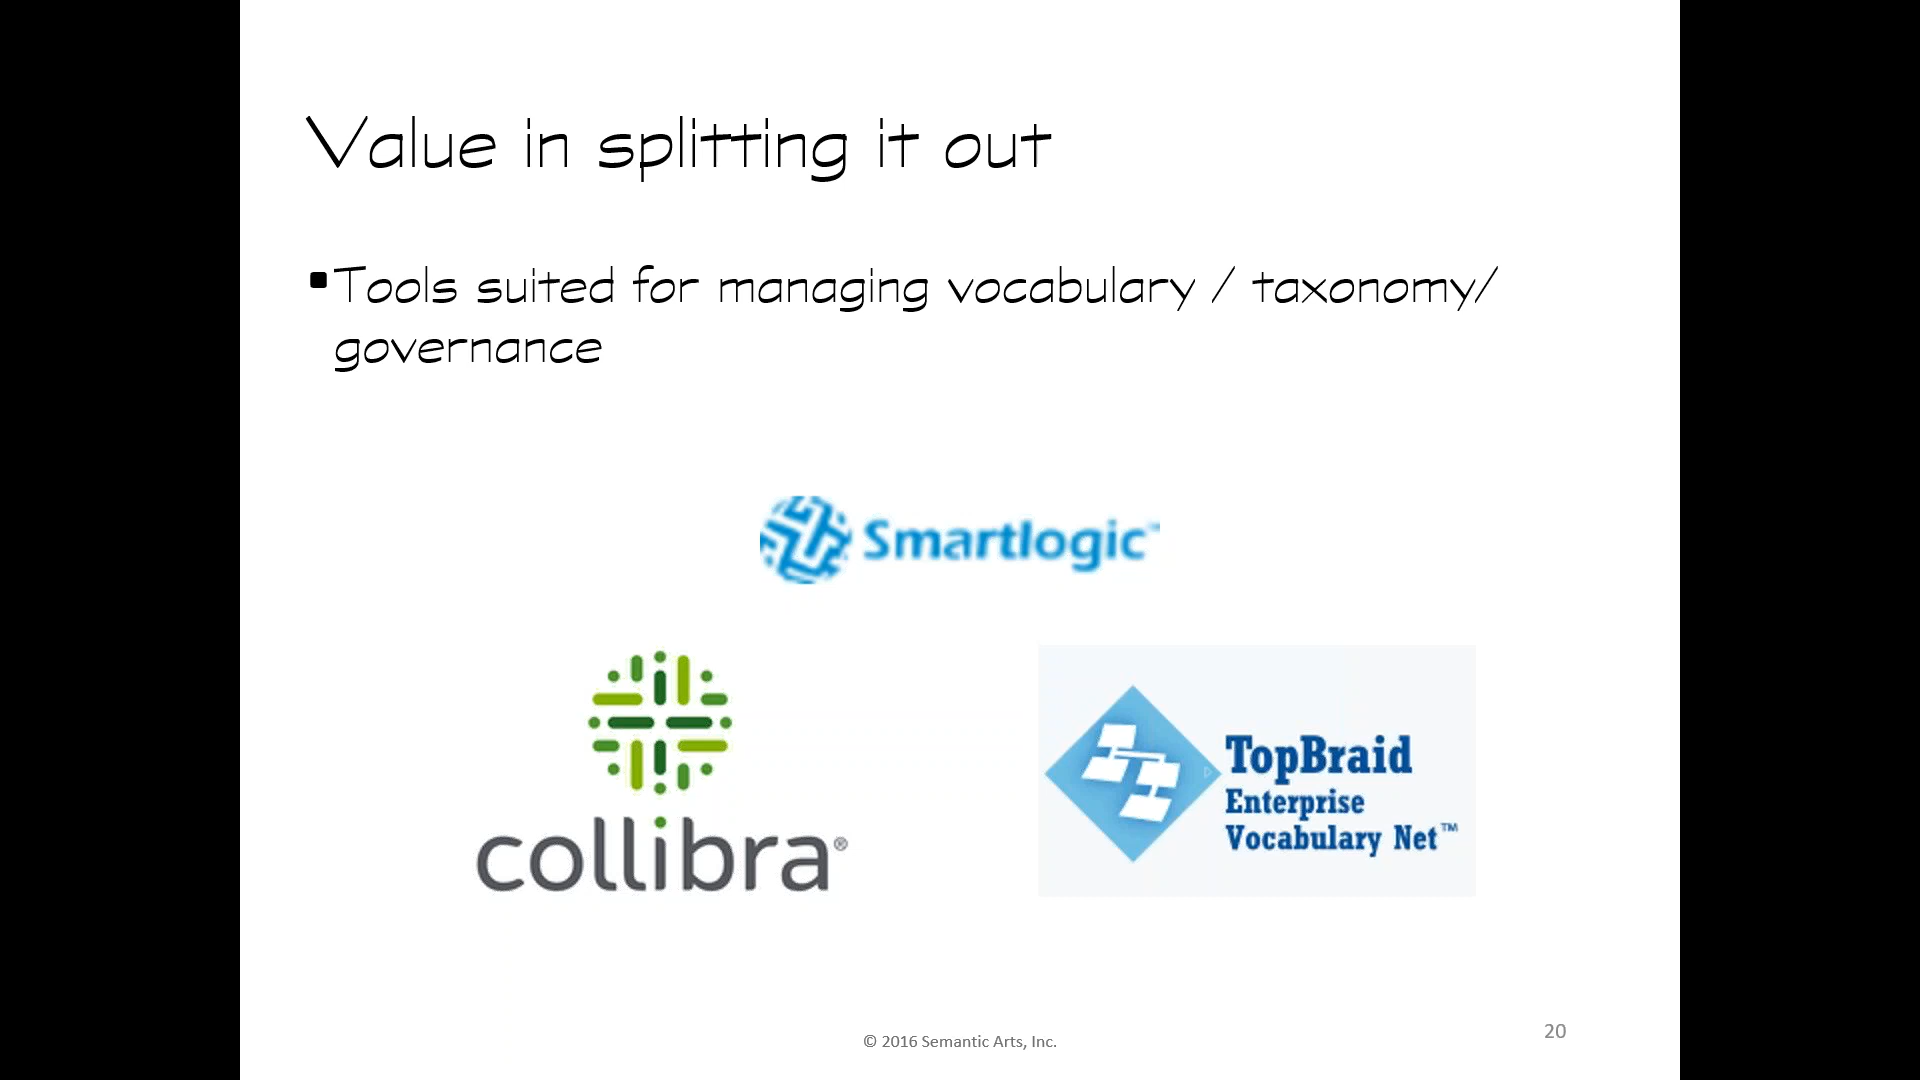 Value in splitting it out
▪Tools suited for managing vocabulary / taxonomy/
governance
Smartlogic™
collibra®
TopBraid
Enterprise
Vocabulary Net™
© 2016 Semantic Arts, Inc.
20